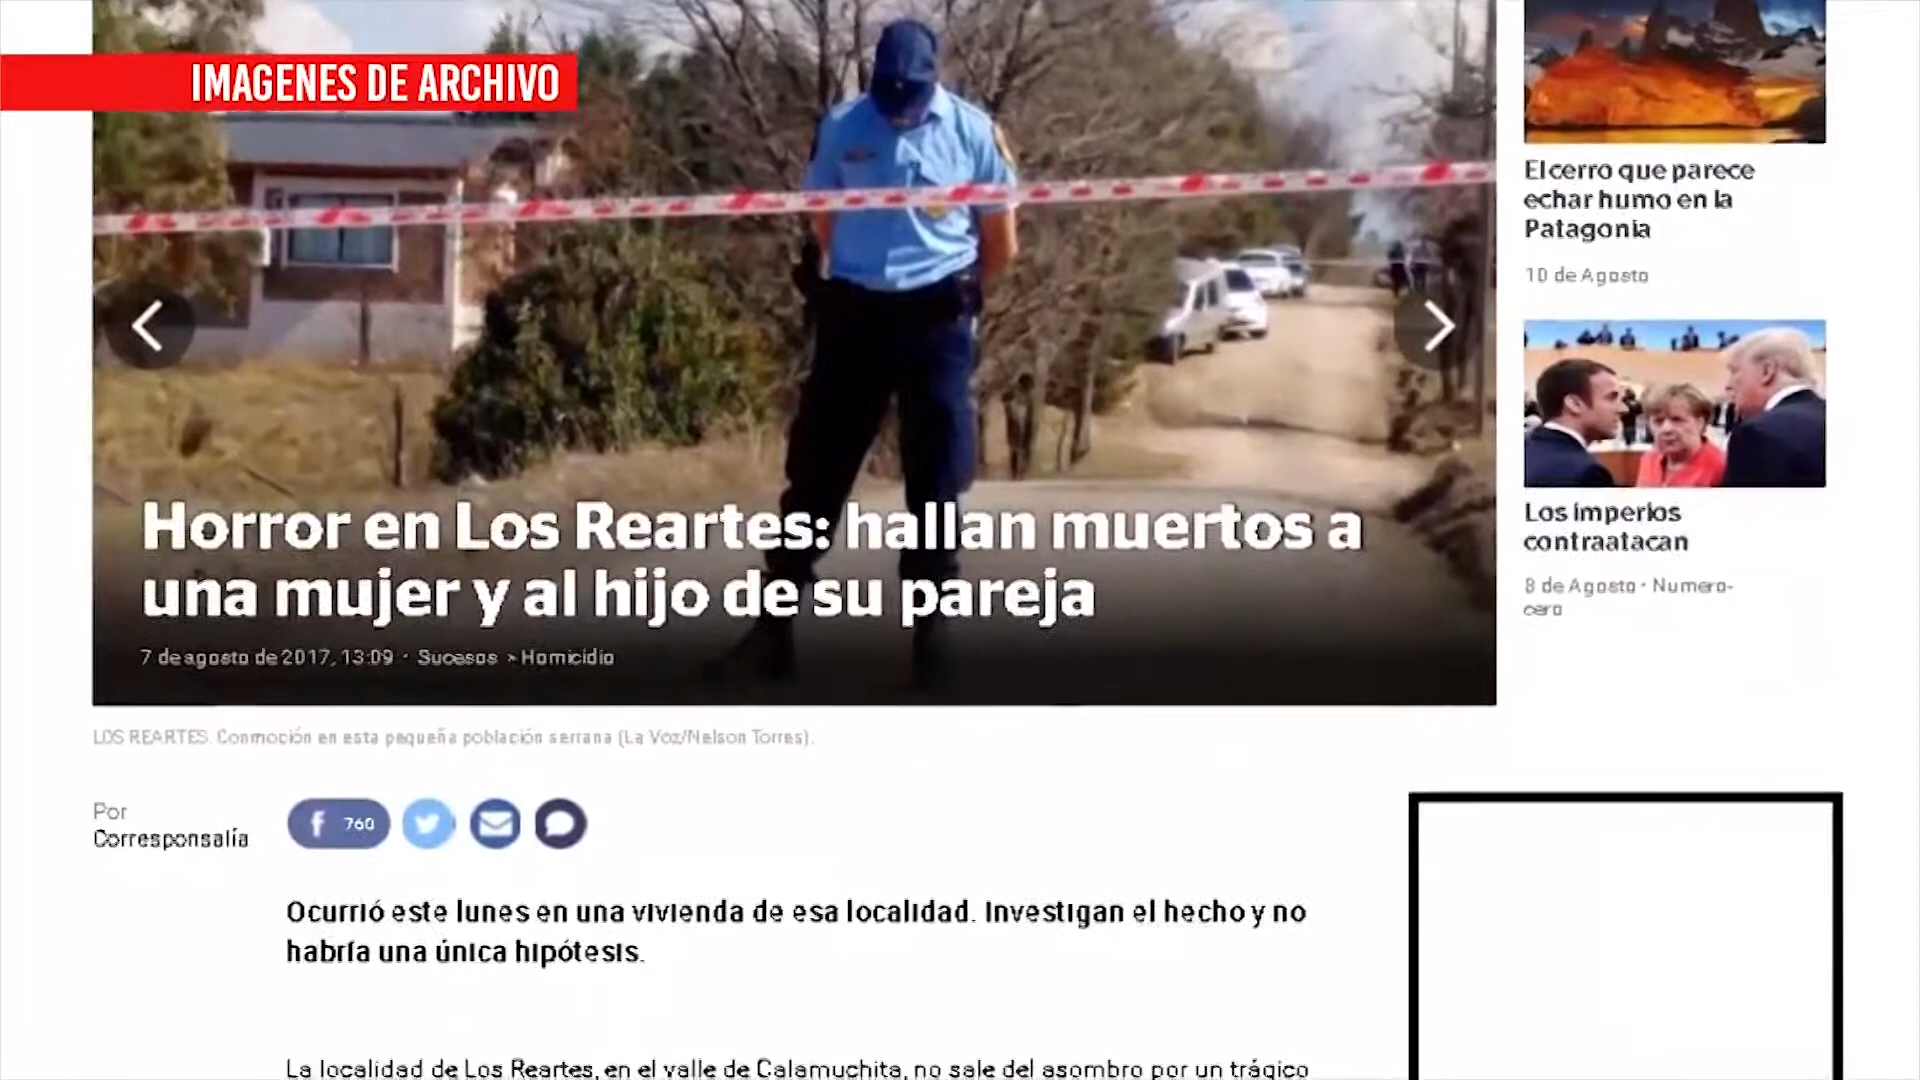 IMAGENES DE ARCHIVO
Horror en Los Reartes: hallan muertos a
una mujer y al hijo de su pareja
7 de agosto de 2017, 13:09 · Sucesos > Homicidio
LOS REARTES. Conmoción en esta pequeña población serrana (La Voz/Nelson Torres).
Por
Corresponsalía
f 760
Ocurrió este lunes en una vivienda de esa localidad. Investigan el hecho y no
habría una única hipótesis.
La localidad de Los Reartes, en el valle de Calamuchita, no sale del asombro por un trágico
El cerro que parece
echar humo en la
Patagonia
10 de Agosto
Los imperios
contraatacan
8 de Agosto · Numero-
cero